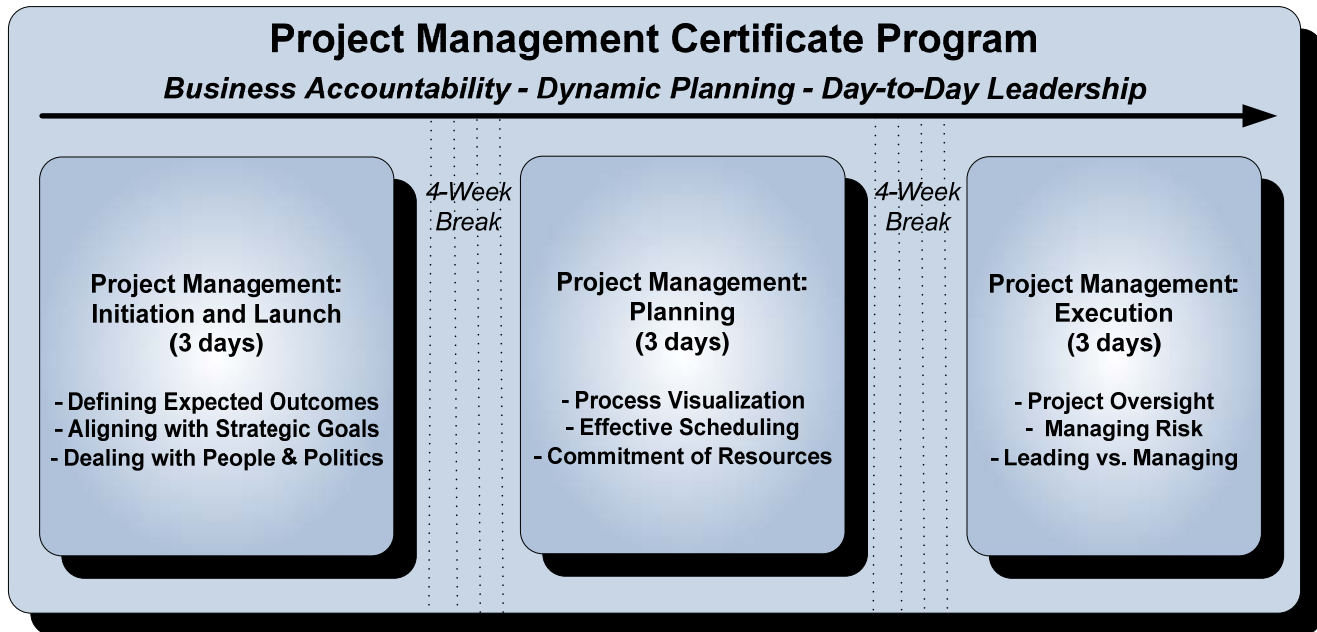 Project Management Certificate Program
Business Accountability - Dynamic Planning - Day-to-Day Leadership
Project Management:
Initiation and Launch
(3 days)
- Defining Expected Outcomes
- Aligning with Strategic Goals
- Dealing with People & Politics
4-Week
Break
Project Management:
Planning
(3 days)
- Process Visualization
- Effective Scheduling
- Commitment of Resources
4-Week
Break
Project Management:
Execution
(3 days)
- Project Oversight
- Managing Risk
- Leading vs. Managing